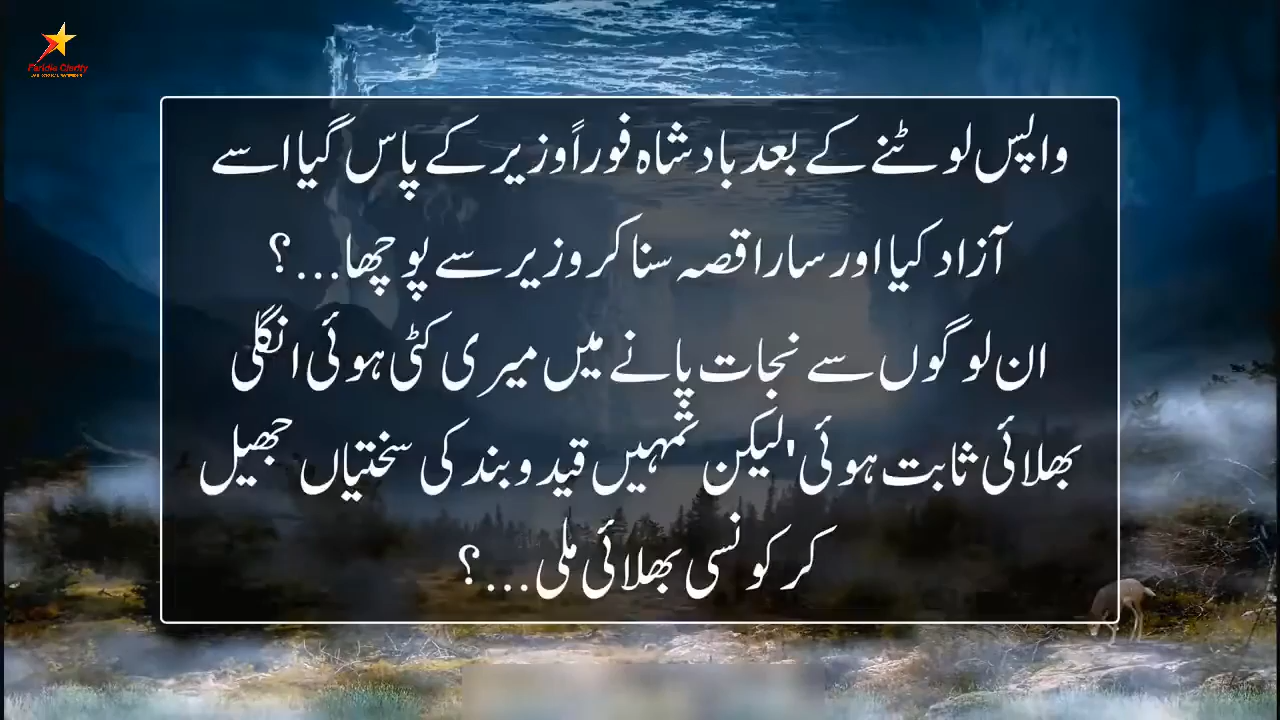 Faridia Clarity
واپس لوٹنے کے بعد بادشاہ فوراً وزیر کے پاس گیا اسے
آزاد کیا اور سارا قصہ سنا کر وزیر سے پوچھا...؟
ان لوگوں سے نجات پانے میں میری کٹی ہوئی انگلی
بھلائی ثابت ہوئی'لیکن تمہیں قید و بند کی سختیاں جھیل
کر کونسی بھلائی ملی...؟